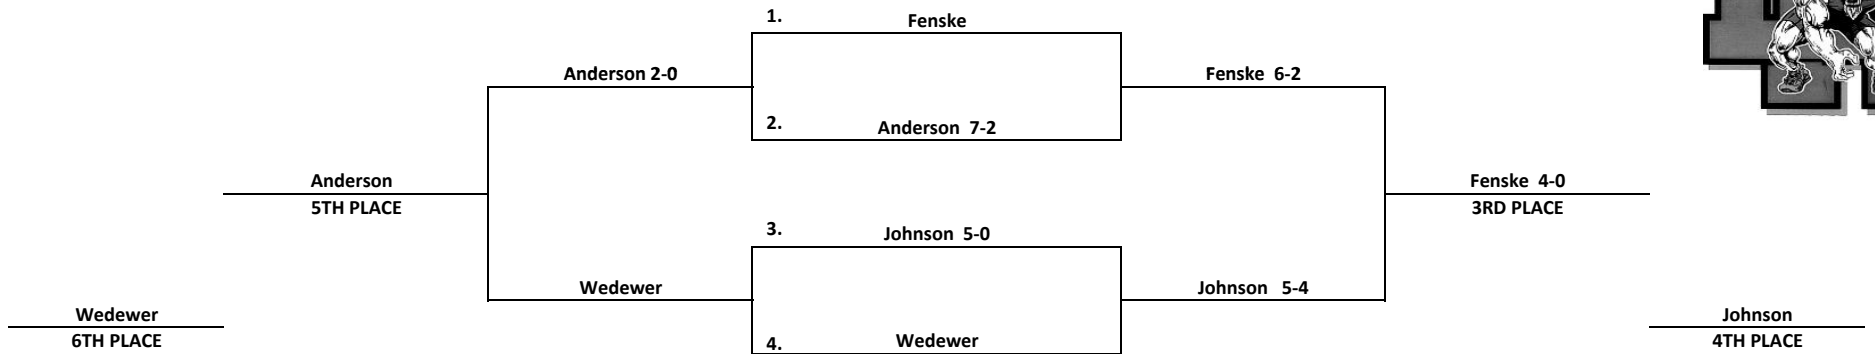 1.
Fenske
Anderson 2-0
Fenske 6-2
2.
Anderson 7-2
Anderson
5TH PLACE
Fenske 4-0
3RD PLACE
3.
Johnson 5-0
Wedewer
Johnson 5-4
Wedewer
6TH PLACE
Johnson
4TH PLACE
4.
Wedewer